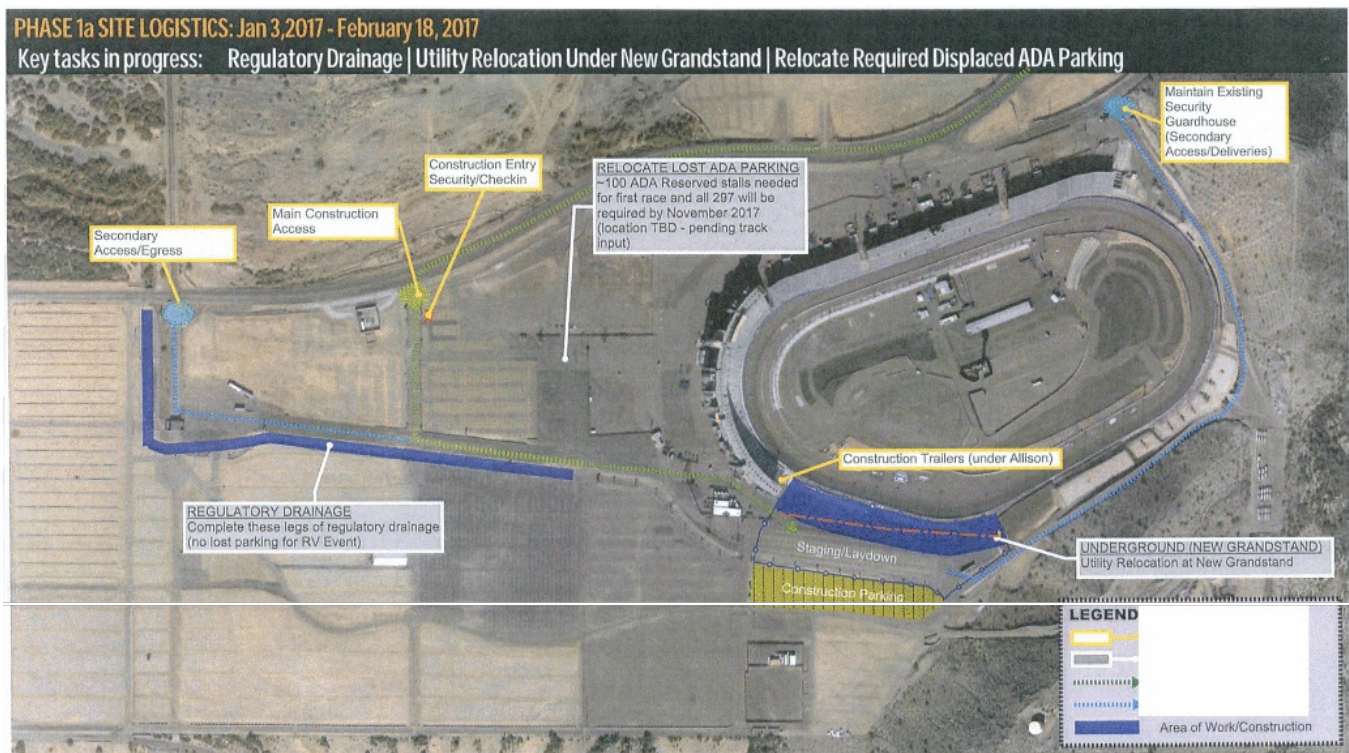 PHASE 1a SITE LOGISTICS: Jan 3,2017 - February 18, 2017
Key tasks in progress: Regulatory Drainage | Utility Relocation Under New Grandstand | Relocate Required Displaced ADA Parking
Maintain Existing
Security
Guardhouse
(Secondary
Access/Deliveries)
Construction Entry
Security/Checkin
RELOCATE LOST ADA PARKING
~100 ADA Reserved stalls needed
for first race and all 297 will be
required by November 2017
(location TBD - pending track
input)
Main Construction
Access
Secondary
Access/Egress
Construction Trailers (under Allison)
REGULATORY DRAINAGE
Complete these legs of regulatory drainage
(no lost parking for RV Event)
Staging/Laydown
UNDERGROUND (NEW GRANDSTAND)
Utility Relocation at New Grandstand
Construction Parking
LEGEND
Area of Work/Construction